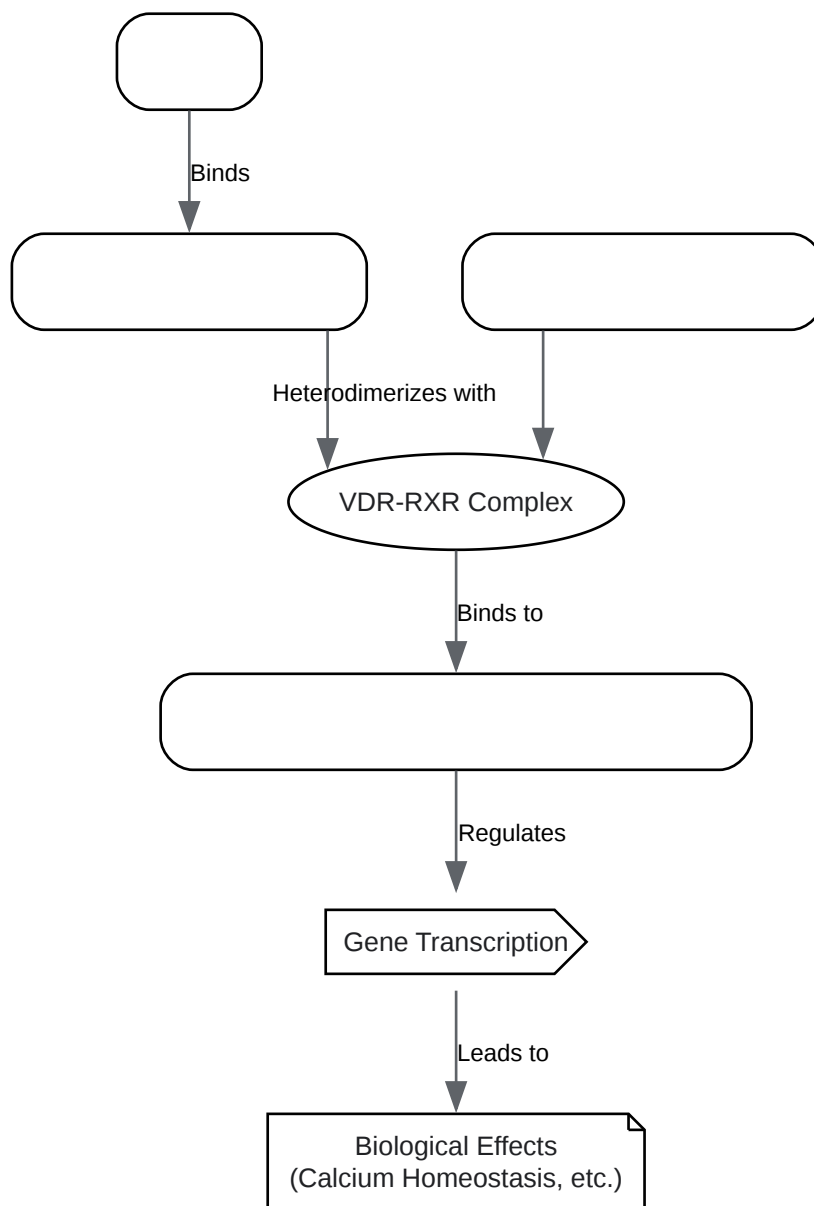 Binds
Heterodimerizes with
VDR-RXR Complex
Binds to
Regulates
Gene Transcription
Leads to
Biological Effects
(Calcium Homeostasis, etc.)